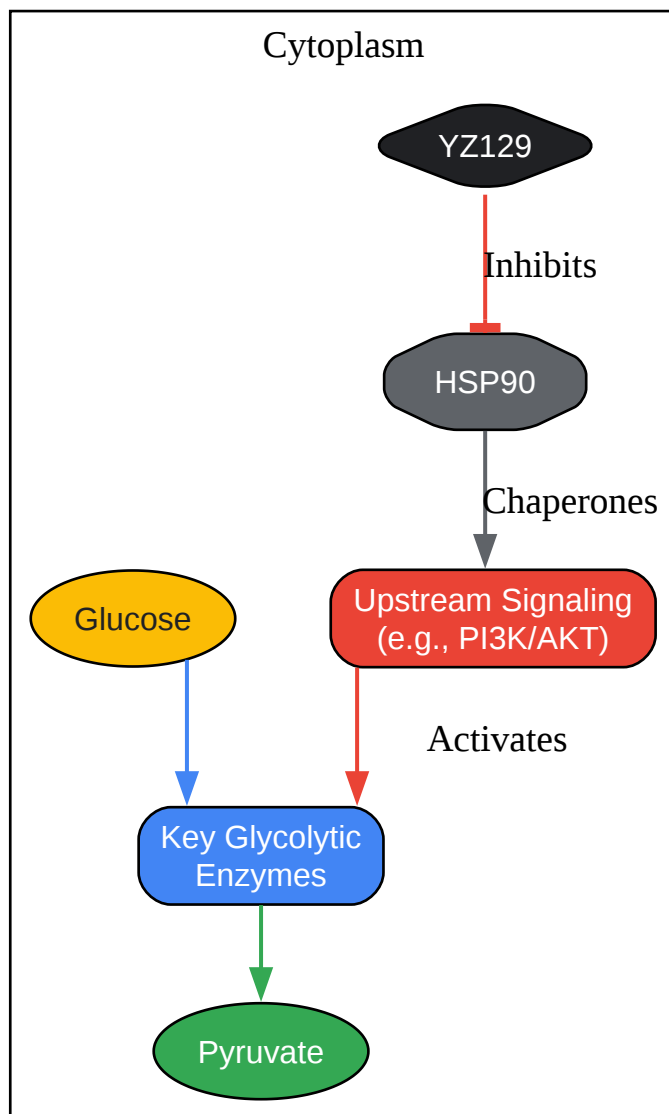 Cytoplasm
YZ129
Inhibits
HSP90
Chaperones
Glucose
Upstream Signaling
(e.g., PI3K/AKT)
Activates
Key Glycolytic
Enzymes
Pyruvate